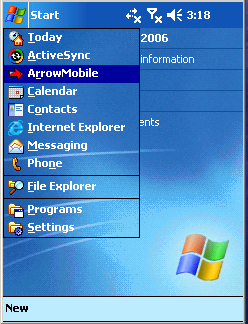 Start 3:18
Today
ActiveSync
2006
ArrowMobile
information
Calendar
Contacts
Internet Explorer
ents
Messaging
Phone
File Explorer
Programs
Settings
New